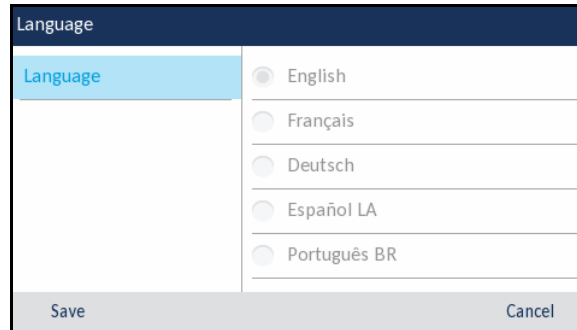 Language
Language
English
Français
Deutsch
Español LA
Português BR
Save
Cancel